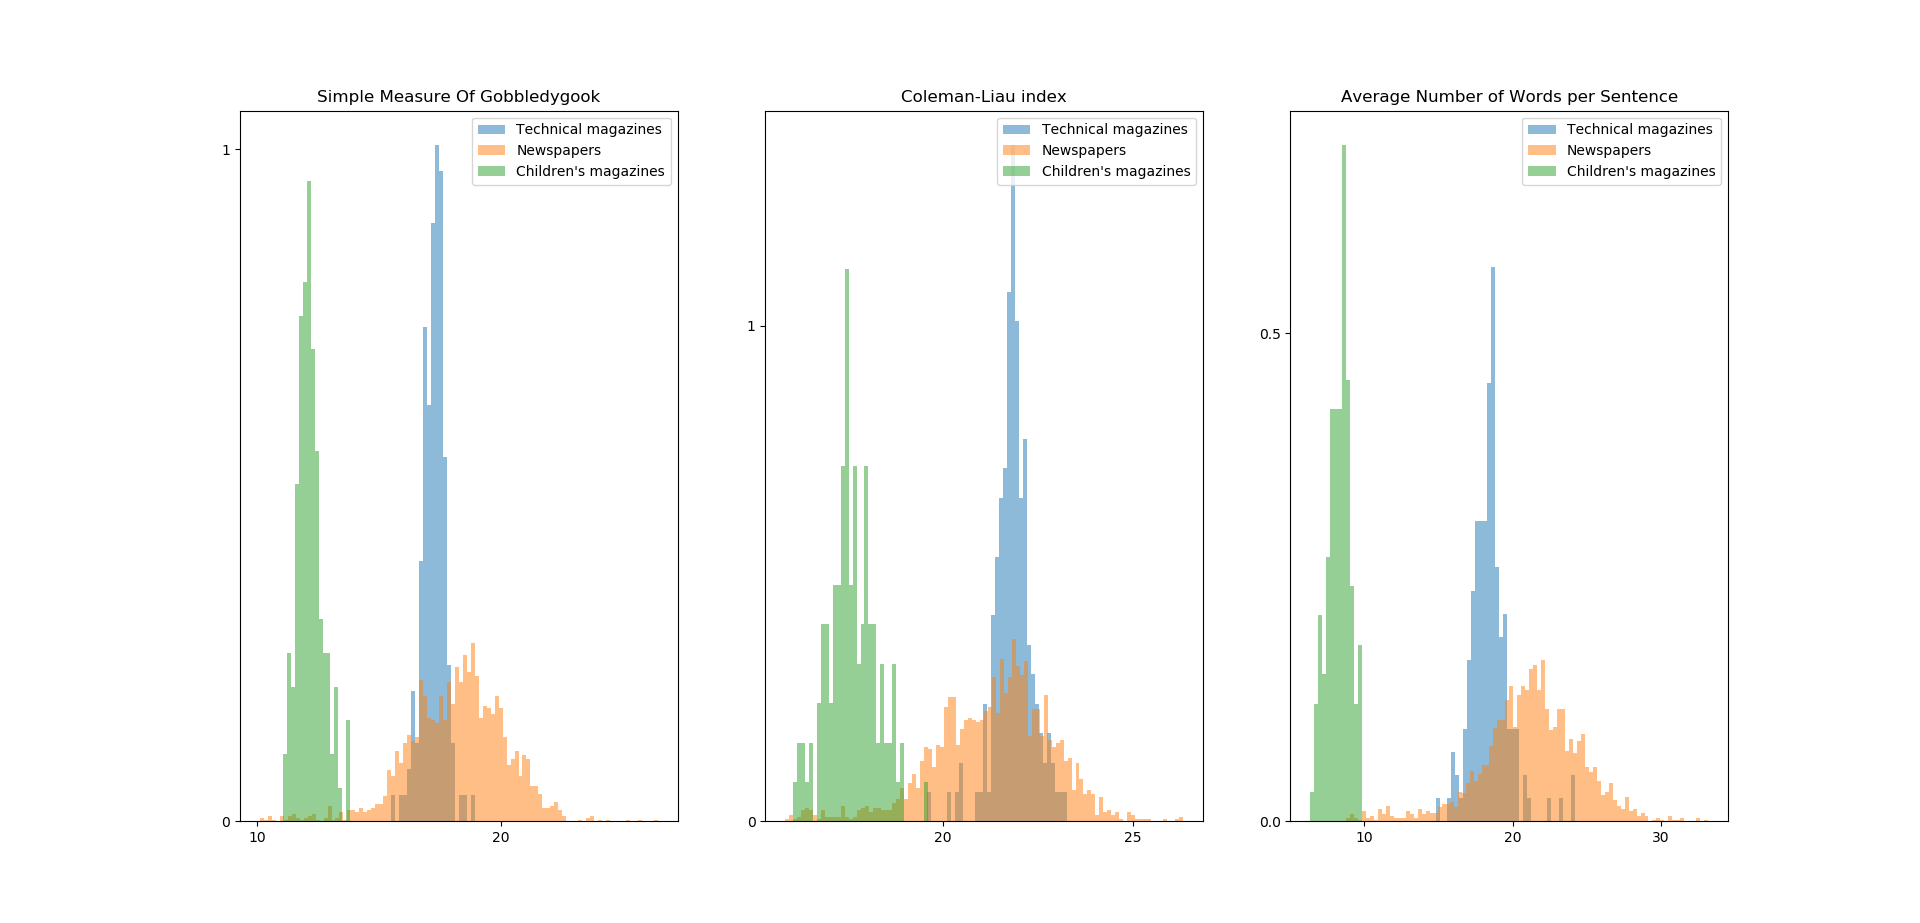 Simple Measure Of Gobbledygook
Technical magazines
Newspapers
Children's magazines
1
0
10
20
Coleman-Liau index
Technical magazines
Newspapers
Children's magazines
1
0
20
25
Average Number of Words per Sentence
Technical magazines
Newspapers
Children's magazines
0.5
0.0
10
20
30